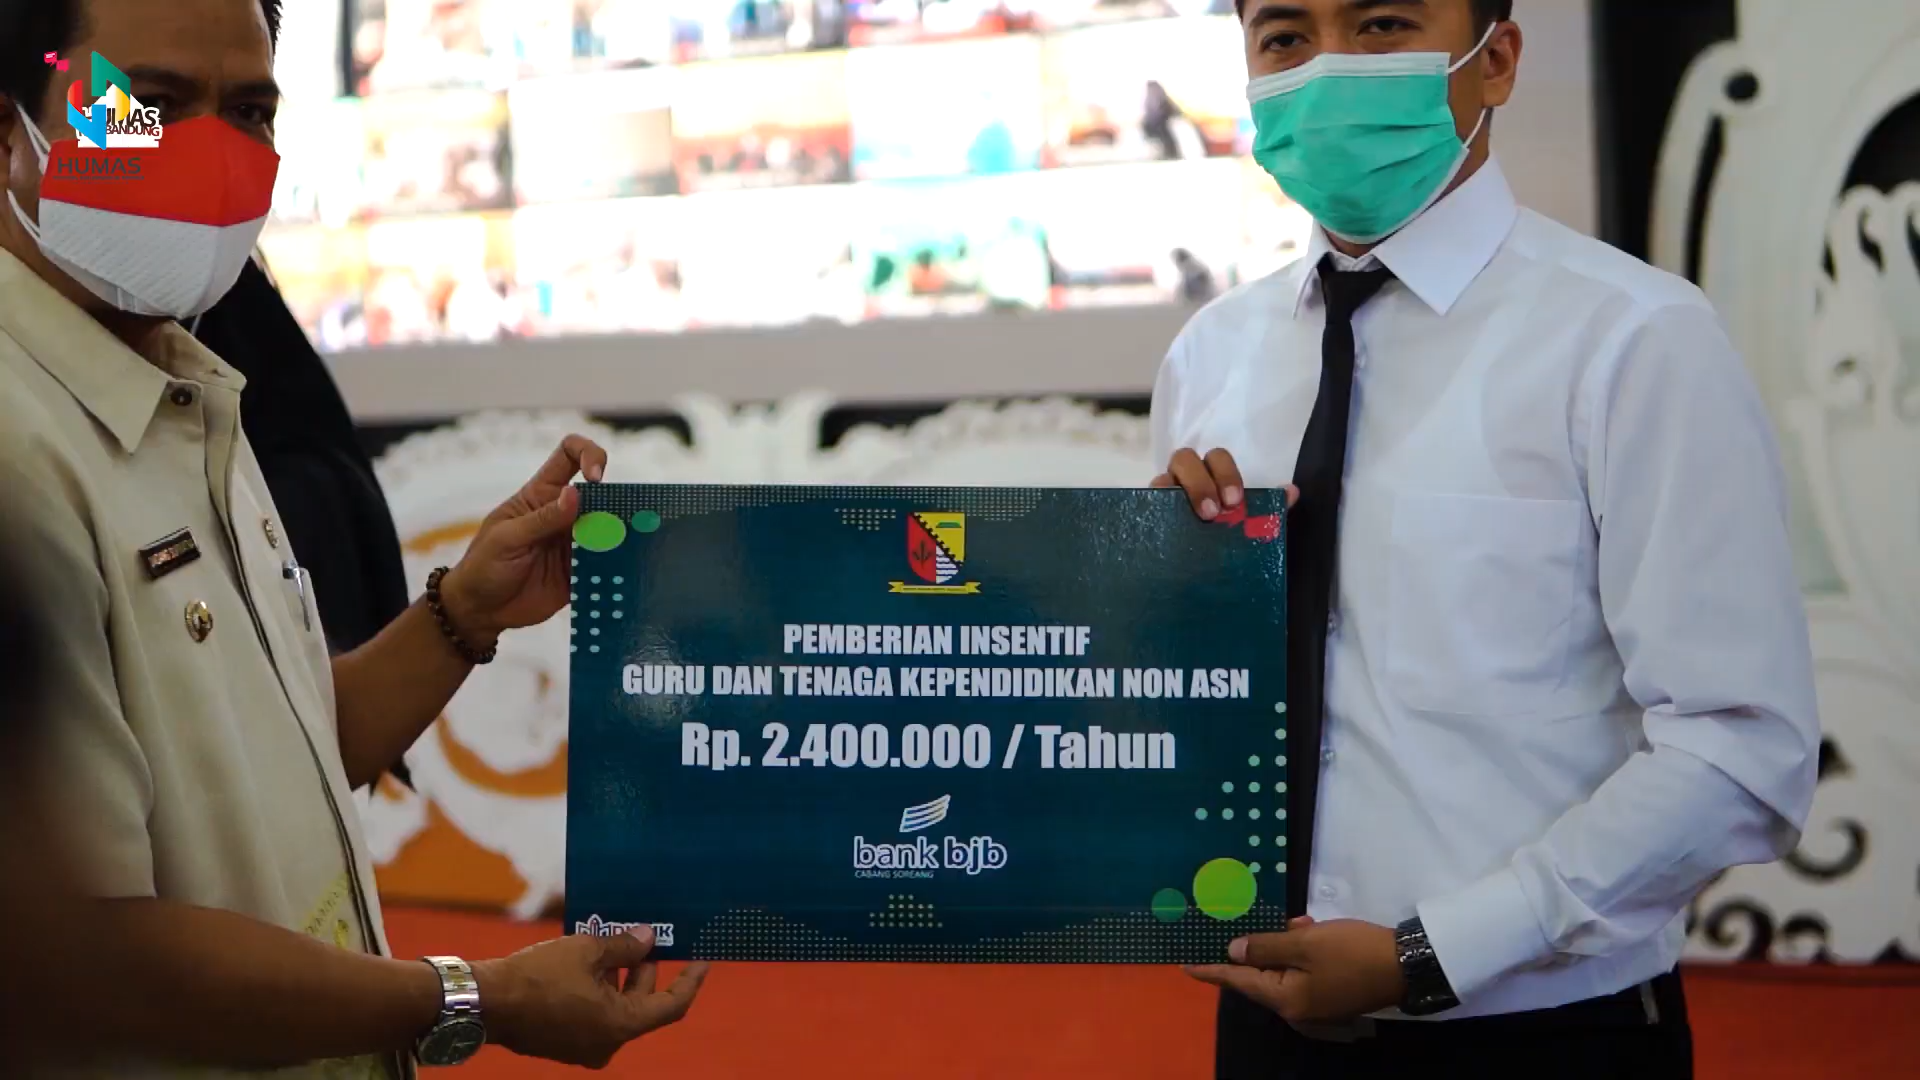 HUMAS
BANDUNG
HUMAS
PEMBERIAN INSENTIF
GURU DAN TENAGA KEPENDIDIKAN NON ASN
Rp. 2.400.000 / Tahun
bank bjb
CABANG SOREANG